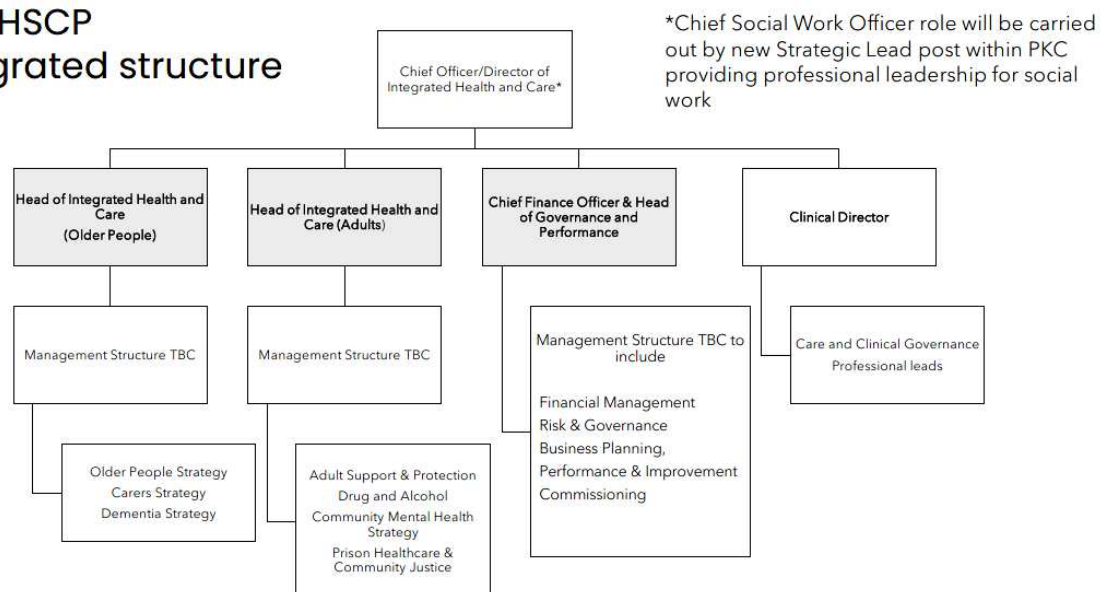 HSCP
grated structure
*Chief Social Work Officer role will be carried
out by new Strategic Lead post within PKC
providing professional leadership for social
work
Chief Officer/Director of
Integrated Health and Care*
Head of Integrated Health and
Care
(Older People)
Head of Integrated Health and
Care (Adults)
Chief Finance Officer & Head
of Governance and
Performance
Clinical Director
Management Structure TBC
Management Structure TBC
Management Structure TBC to
include
Financial Management
Risk & Governance
Business Planning,
Performance & Improvement
Commissioning
Care and Clinical Governance
Professional leads
Older People Strategy
Carers Strategy
Dementia Strategy
Adult Support & Protection
Drug and Alcohol
Community Mental Health
Strategy
Prison Healthcare &
Community Justice